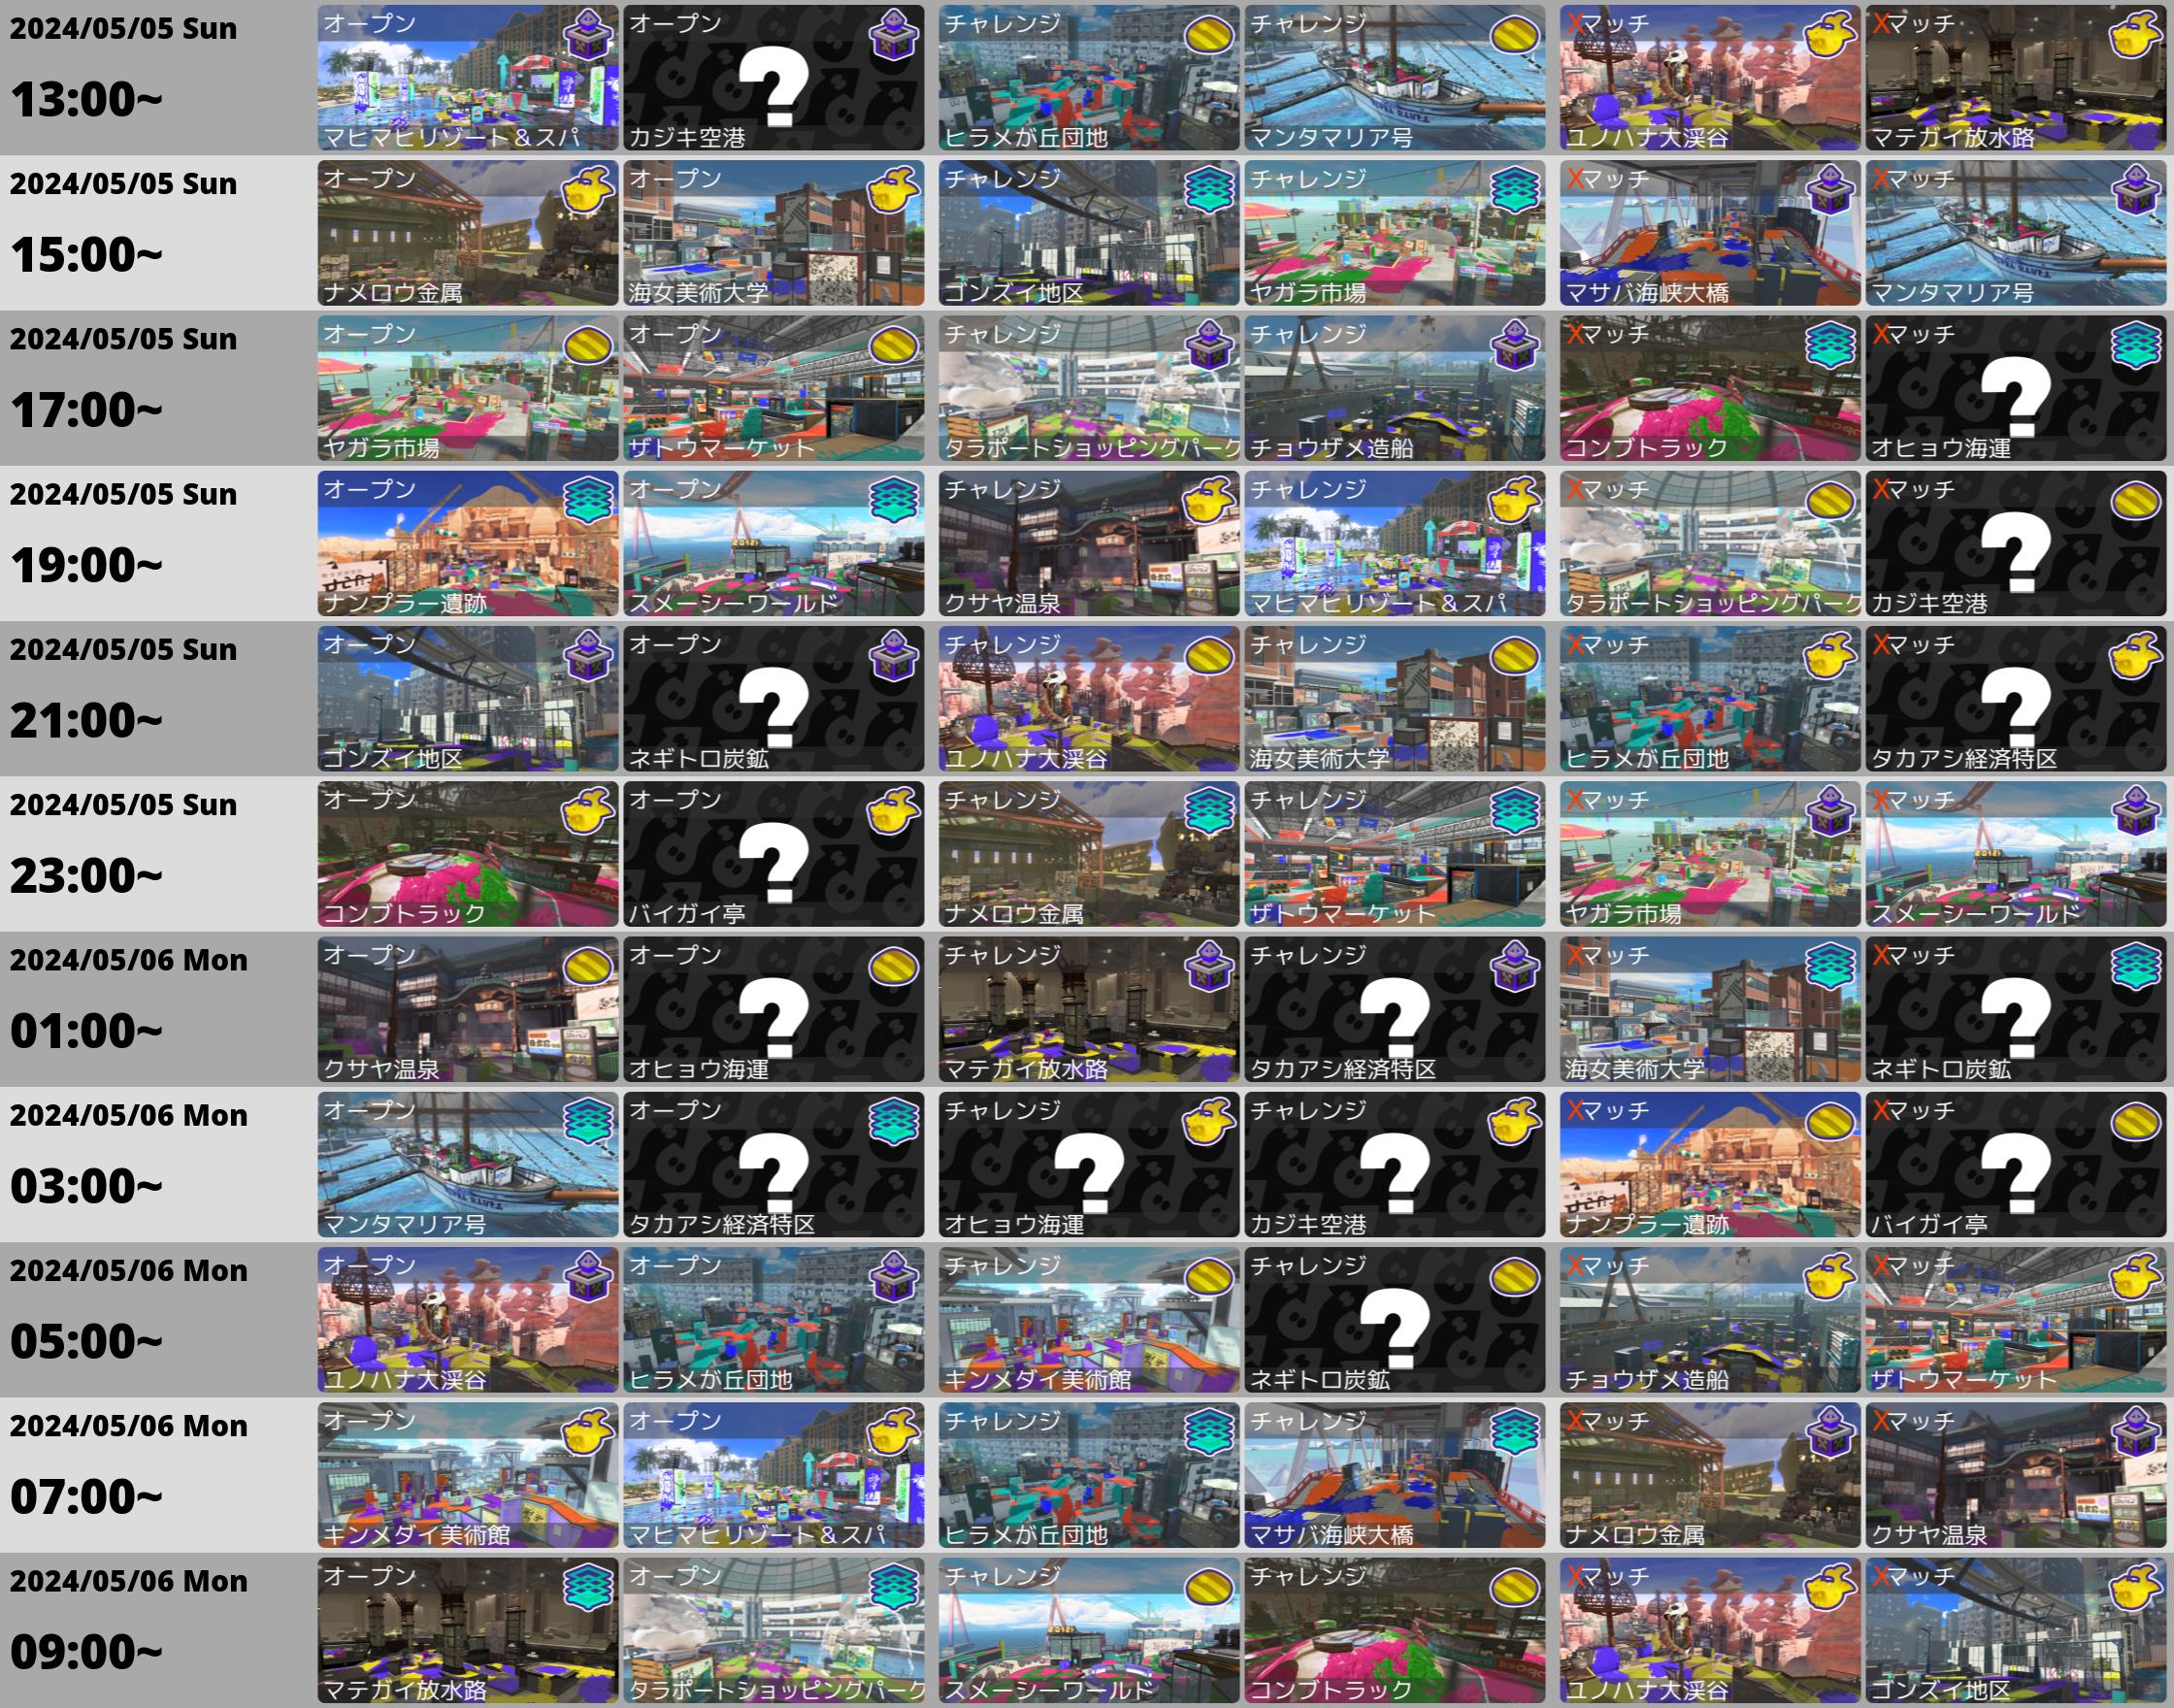 2024/05/05 Sun
13:00~
オープン
マヒマヒリゾート＆スパ
オープン
カジキ空港
チャレンジ
ヒラメが丘団地
チャレンジ
マンタマリア号
Xマッチ
ユノハナ大渓谷
Xマッチ
マテガイ放水路
2024/05/05 Sun
15:00~
オープン
ナメロウ金属
オープン
海女美術大学
チャレンジ
ゴンズイ地区
チャレンジ
ヤガラ市場
Xマッチ
マサバ海峡大橋
Xマッチ
マンタマリア号
2024/05/05 Sun
17:00~
オープン
ヤガラ市場
オープン
ザトウマーケット
チャレンジ
タラポートショッピングパーク
チャレンジ
チョウザメ造船
Xマッチ
コンブトラック
Xマッチ
オヒョウ海運
2024/05/05 Sun
19:00~
オープン
ナンプラー遺跡
オープン
スメーシーワールド
チャレンジ
クサヤ温泉
チャレンジ
マヒマヒリゾート＆スパ
Xマッチ
タラポートショッピングパーク
Xマッチ
カジキ空港
2024/05/05 Sun
21:00~
オープン
ゴンズイ地区
オープン
ネギトロ炭鉱
チャレンジ
ユノハナ大渓谷
チャレンジ
海女美術大学
Xマッチ
ヒラメが丘団地
Xマッチ
タカアシ経済特区
2024/05/05 Sun
23:00~
オープン
コンブトラック
オープン
バイガイ亭
チャレンジ
ナメロウ金属
チャレンジ
ザトウマーケット
Xマッチ
ヤガラ市場
Xマッチ
スメーシーワールド
2024/05/06 Mon
01:00~
オープン
クサヤ温泉
オープン
オヒョウ海運
チャレンジ
マテガイ放水路
チャレンジ
タカアシ経済特区
Xマッチ
海女美術大学
Xマッチ
ネギトロ炭鉱
2024/05/06 Mon
03:00~
オープン
マンタマリア号
オープン
タカアシ経済特区
チャレンジ
オヒョウ海運
チャレンジ
カジキ空港
Xマッチ
ナンプラー遺跡
Xマッチ
バイガイ亭
2024/05/06 Mon
05:00~
オープン
ユノハナ大渓谷
オープン
ヒラメが丘団地
チャレンジ
キンメダイ美術館
チャレンジ
ネギトロ炭鉱
Xマッチ
チョウザメ造船
Xマッチ
ザトウマーケット
2024/05/06 Mon
07:00~
オープン
キンメダイ美術館
オープン
マヒマヒリゾート＆スパ
チャレンジ
ヒラメが丘団地
チャレンジ
マサバ海峡大橋
Xマッチ
ナメロウ金属
Xマッチ
クサヤ温泉
2024/05/06 Mon
09:00~
オープン
マテガイ放水路
オープン
タラポートショッピングパーク
チャレンジ
スメーシーワールド
チャレンジ
コンブトラック
Xマッチ
ユノハナ大渓谷
Xマッチ
ゴンズイ地区